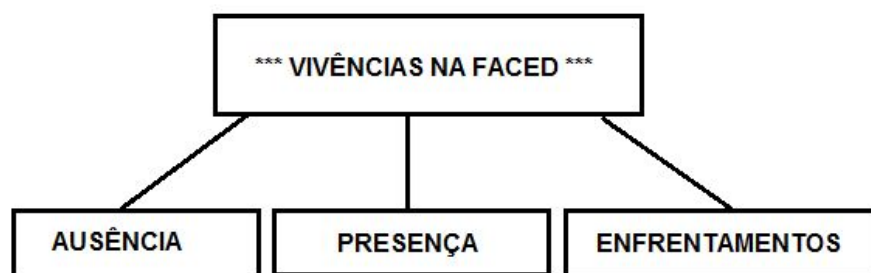 *** VIVÊNCIAS NA FACED ***
AUSÊNCIA
PRESENÇA
ENFRENTAMENTOS